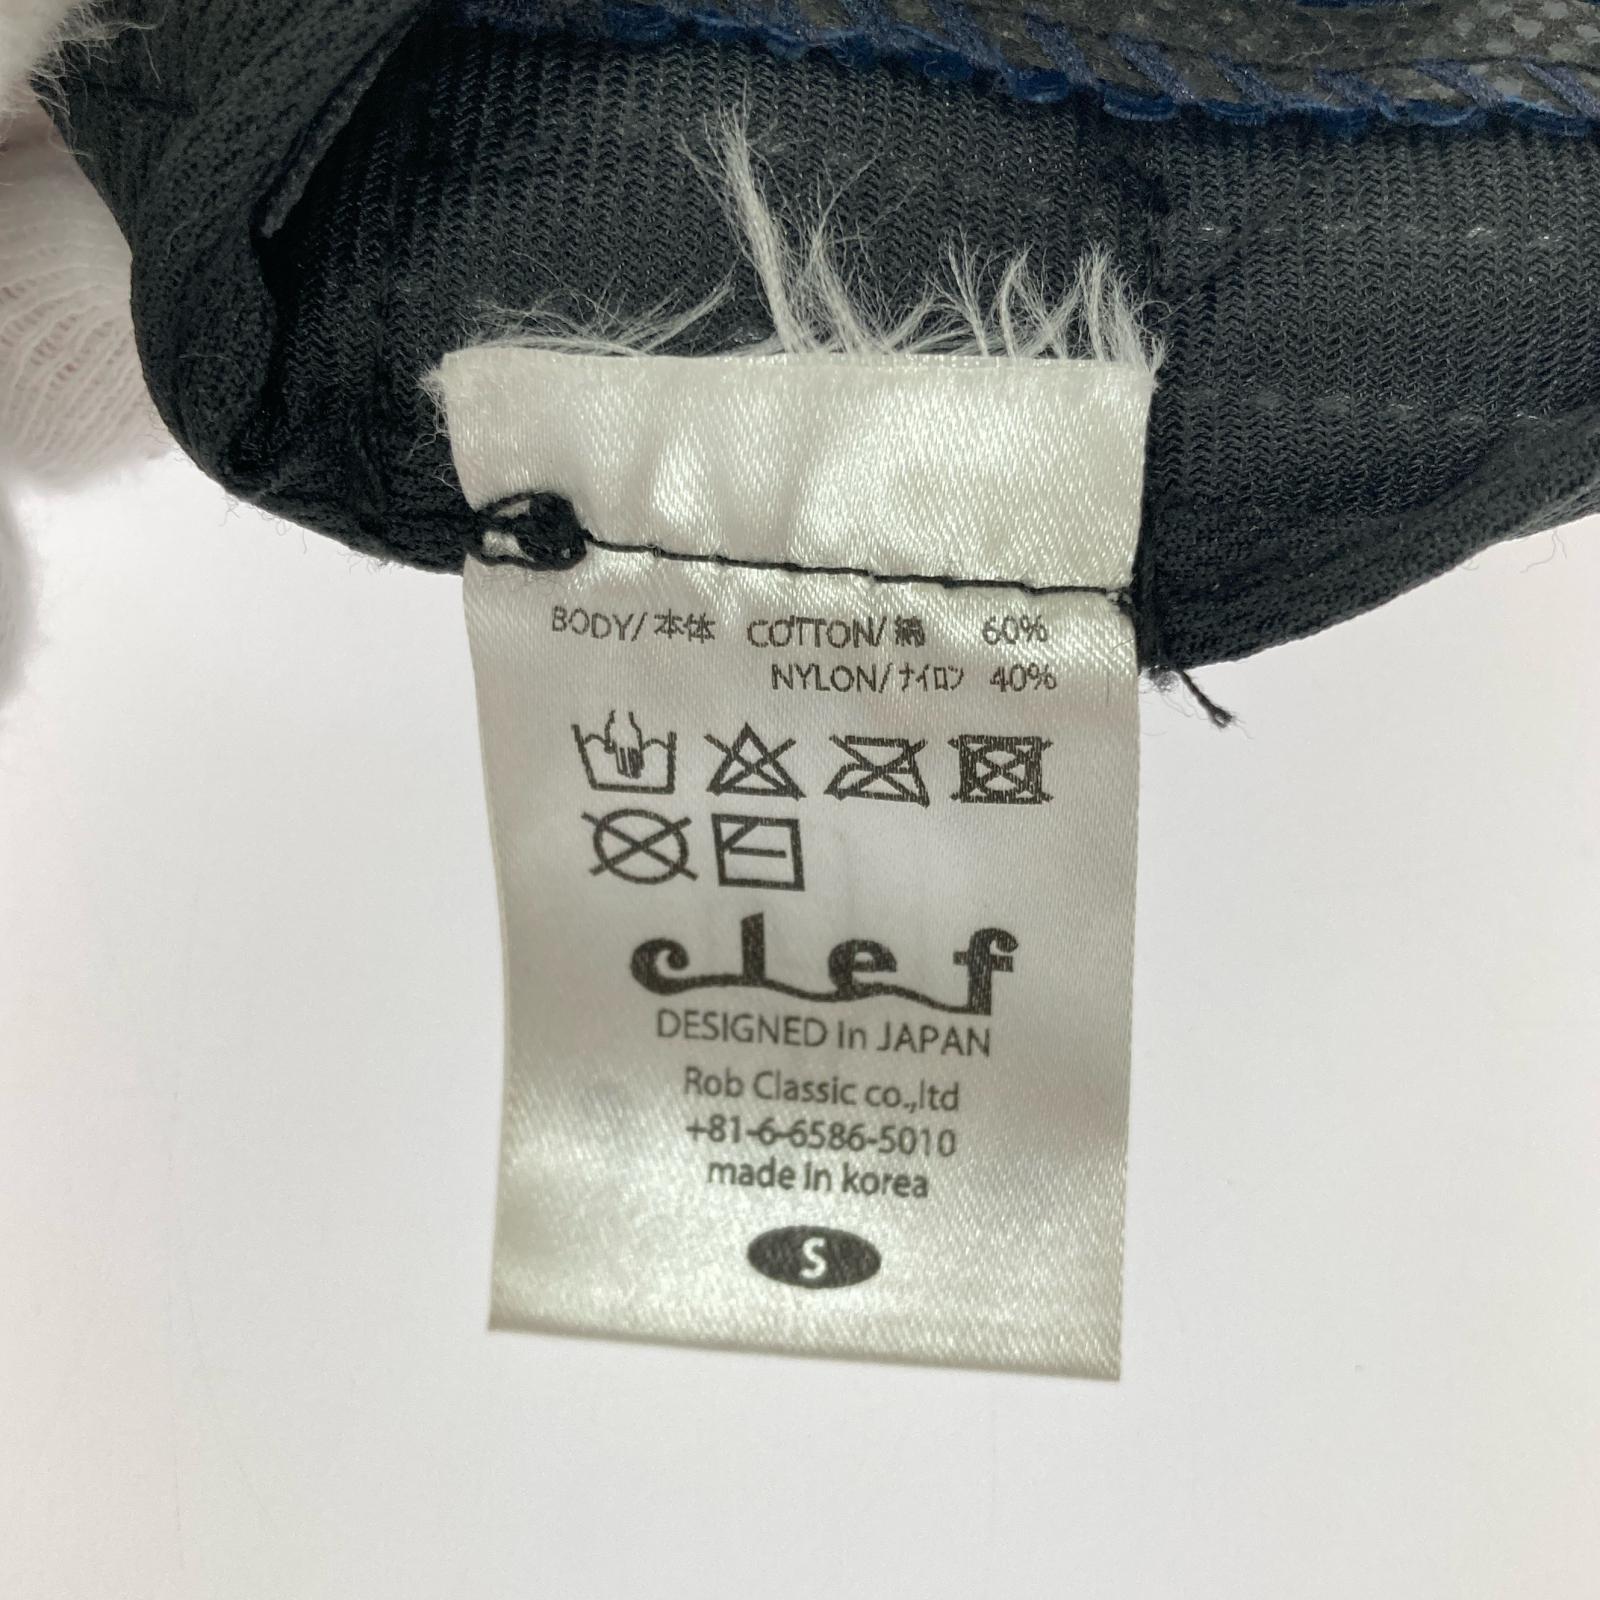 BODY/本体 COTTON/綿 60%
NYLON/ナイロン 40%
clef
DESIGNED In JAPAN
Rob Classic co.,ltd
+81-6-6586-5010
made in korea
S